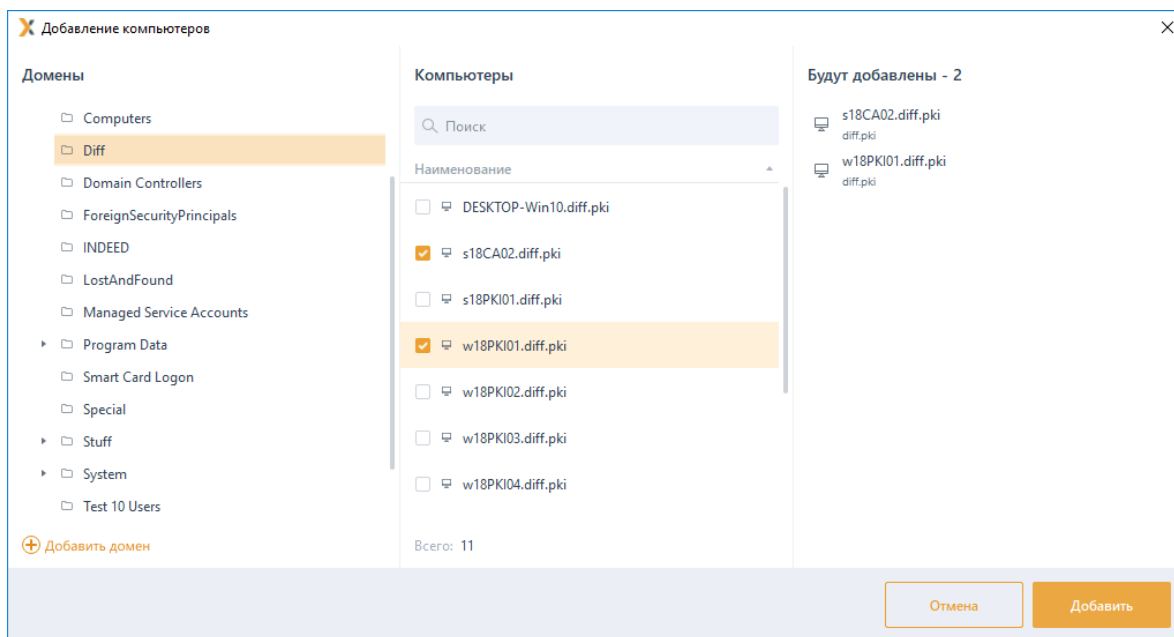 Добавление компьютеров
Домены
Computers
Diff
Domain Controllers
ForeignSecurityPrincipals
INDEED
LostAndFound
Managed Service Accounts
Program Data
Smart Card Logon
Special
Stuff
System
Test 10 Users
Добавить домен
Компьютеры
Поиск
Наименование
DESKTOP-Win10.diff.pki
s18CA02.diff.pki
s18PKI01.diff.pki
w18PKI01.diff.pki
w18PKI02.diff.pki
w18PKI03.diff.pki
w18PKI04.diff.pki
Всего: 11
Будут добавлены - 2
s18CA02.diff.pki
diff.pki
w18PKI01.diff.pki
diff.pki
Отмена
Добавить